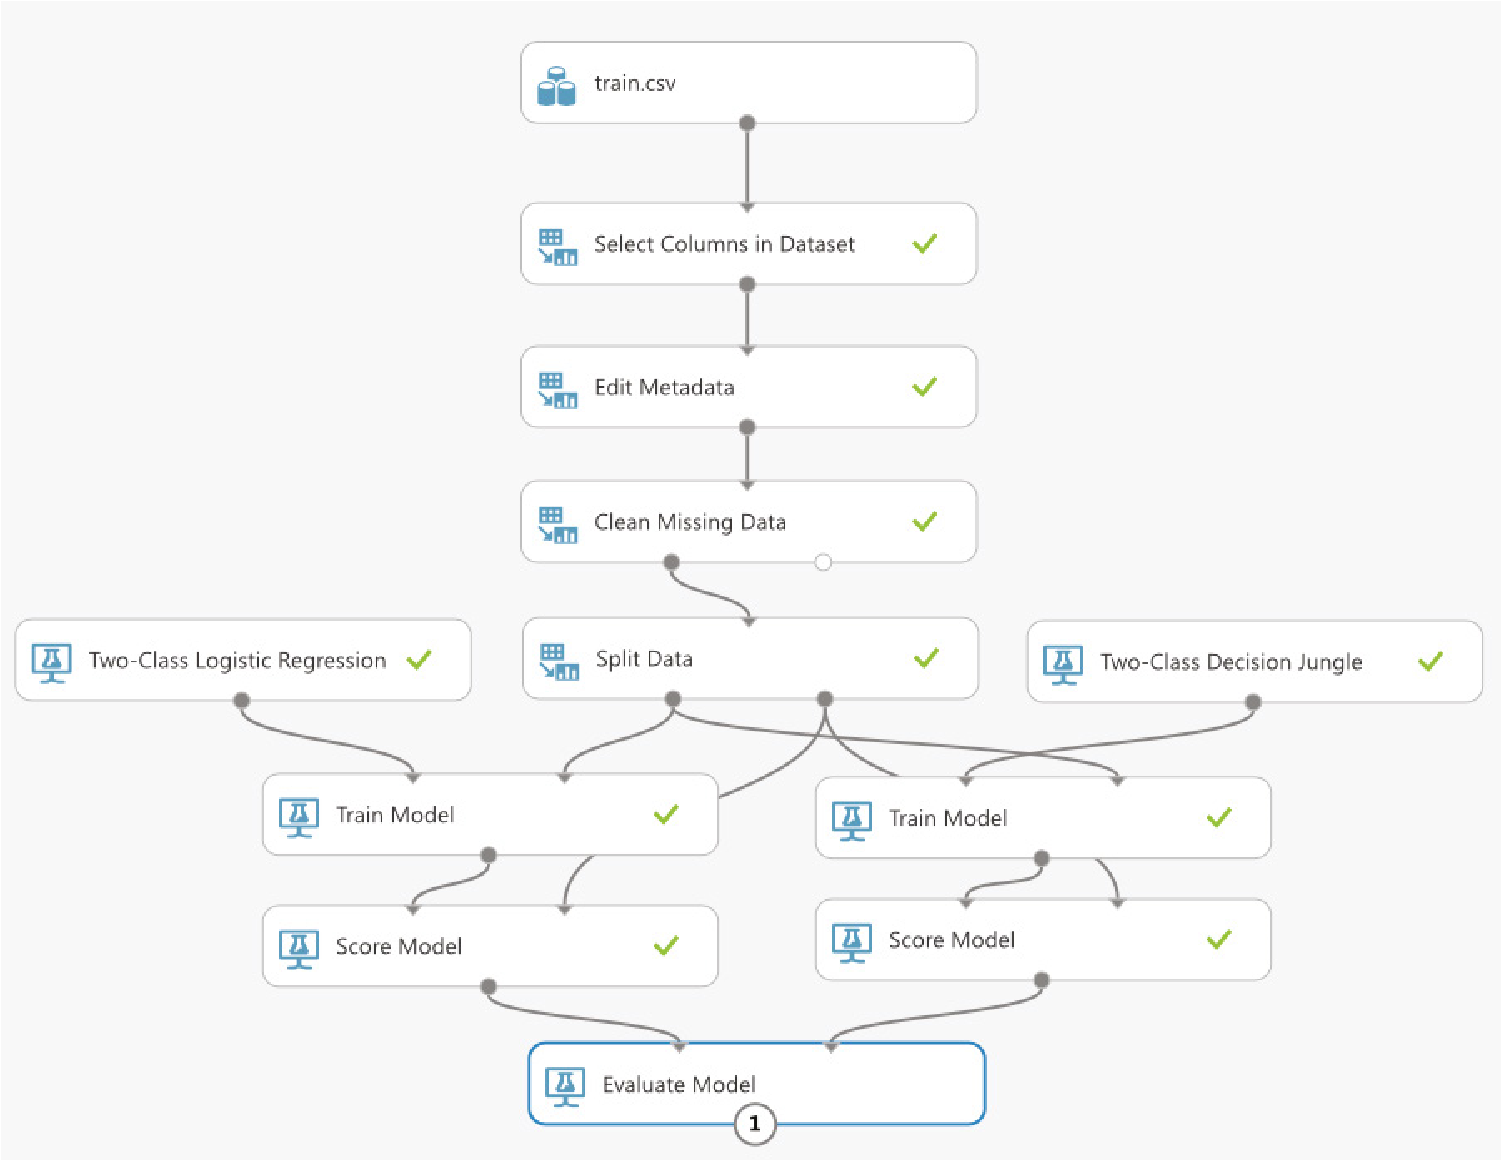 train.csv
Select Columns in Dataset
Edit Metadata
Clean Missing Data
Two-Class Logistic Regression
Split Data
Two-Class Decision Jungle
Train Model
Train Model
Score Model
Score Model
Evaluate Model
1